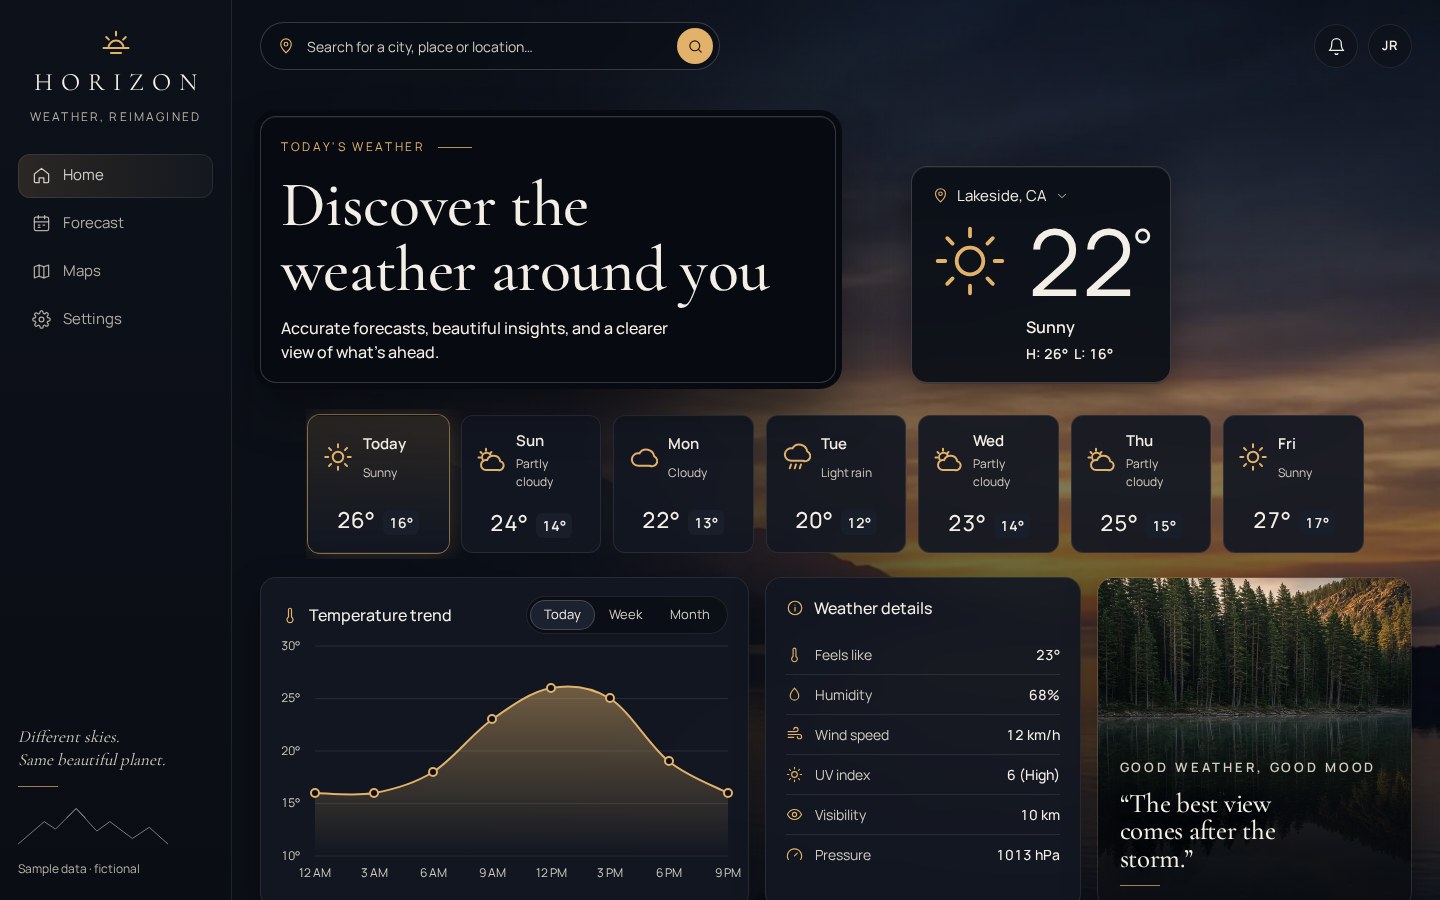 HORIZON
WEATHER, REIMAGINED
Home
Forecast
Maps
Settings
Different skies.
Same beautiful planet.
Sample data · fictional
Search for a city, place or location…
JR
TODAY'S WEATHER
Discover the
weather around you
Accurate forecasts, beautiful insights, and a clearer
view of what's ahead.
Lakeside, CA
22°
Sunny
H: 26° L: 16°
Today
Sunny
26° 16°
Sun
Partly
cloudy
24° 14°
Mon
Cloudy
22° 13°
Tue
Light rain
20° 12°
Wed
Partly
cloudy
23° 14°
Thu
Partly
cloudy
25° 15°
Fri
Sunny
27° 17°
Temperature trend
Today Week Month
30°
25°
20°
15°
10°
12 AM 3 AM 6 AM 9 AM 12 PM 3 PM 6 PM 9 PM
Weather details
Feels like 23°
Humidity 68%
Wind speed 12 km/h
UV index 6 (High)
Visibility 10 km
Pressure 1013 hPa
GOOD WEATHER, GOOD MOOD
“The best view
comes after the
storm.”